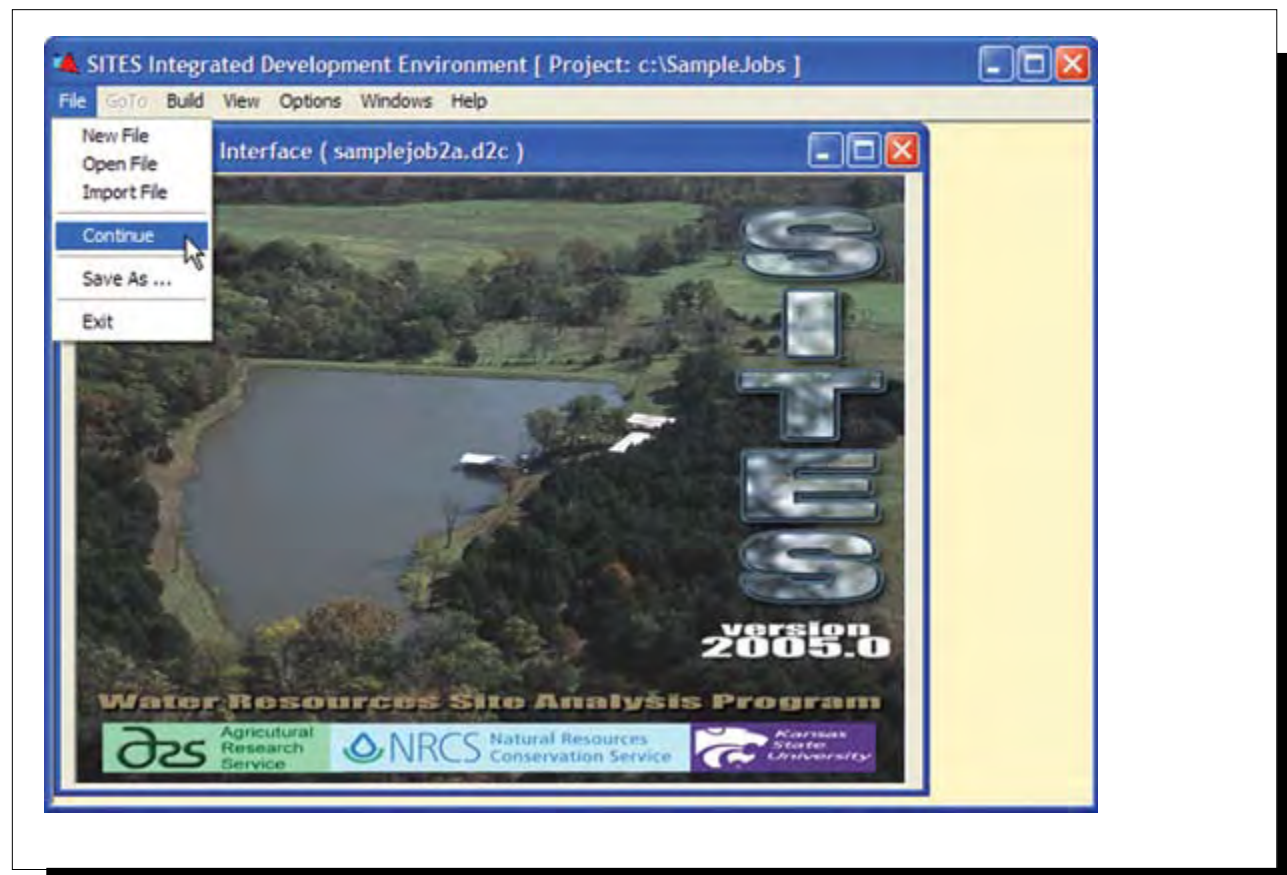 SITES Integrated Development Environment [ Project: c:\SampleJobs ]
File GoTo Build View Options Windows Help
New File
Open File
Import File
Continue
Save As ...
Exit
Interface ( samplejob2a.d2c )
SITES
version
2005.0
Water Resources Site Analysis Program
ars
Agricutural
Research
Service
NRCS
Natural Resources
Conservation Service
Kansas
State
University